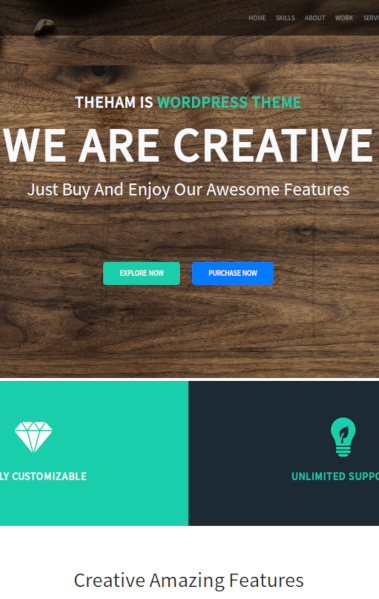 HOME SKILLS ABOUT WORK
THEHAM IS WORDPRESS THEME
WE ARE CREATIVE
Just Buy And Enjoy Our Awesome Features
EXPLORE NOW PURCHASE NOW
LY CUSTOMIZABLE
UNLIMITED SUPPO
Creative Amazing Features